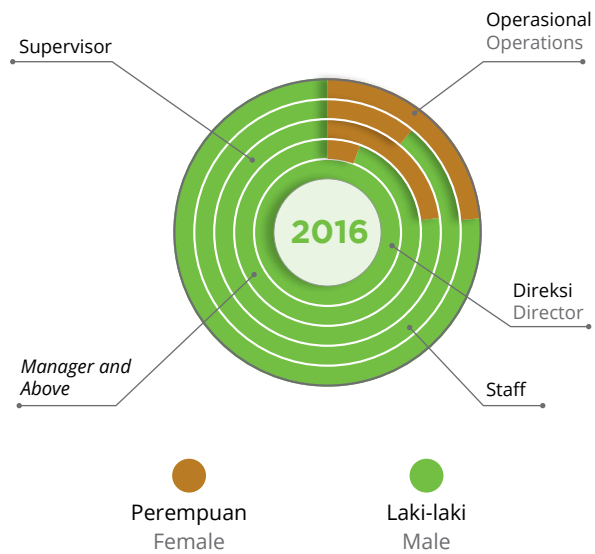 Operasional
Operations
Supervisor
2016
Direksi
Director
Manager and
Above
Staff
Perempuan
Female
Laki-laki
Male